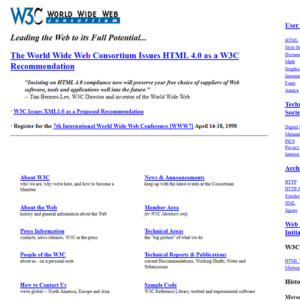 W3C WORLD WIDE WEB
consortium
Leading the Web to its Full Potential...
The World Wide Web Consortium Issues HTML 4.0 as a W3C
Recommendation
"Insisting on HTML 4.0 compliance now will preserve your free choice of suppliers of Web
software, tools and applications well into the future."
~ Tim Berners-Lee, W3C Director and inventor of the World Wide Web
· W3C Issues XML1.0 as a Proposed Recommendation
· Register for the 7th International World Wide Web Conference [WWW7] April 14-18, 1998
About W3C
who we are, why we're here, and how to become a
Member
News & Announcements
keep up with the latest events at the Consortium
About the Web
history and general information about the Web
Member Area
for W3C Members only
Press Information
contacts, news releases, W3C in the press
Technical Areas
the "big picture" of what we do
People of the W3C
about us - on a personal note
Technical Reports & Publications
current Recommendations, Working Drafts, Notes and
Submissions
How to Contact Us
we're global -- North America, Europe and Asia
Sample Code
W3C Reference Library, testbed and experimental software
User
HTML
Style
Document
Math
Graphics
Internat
Fonts
Amaya
Techn
Socie
Digital
Metadata
PICS
Privacy
Interest
Archi
HTTP
HTTP-
Synchro
XML
Jigsaw
Web
Initia
W3C
HTML
Histo